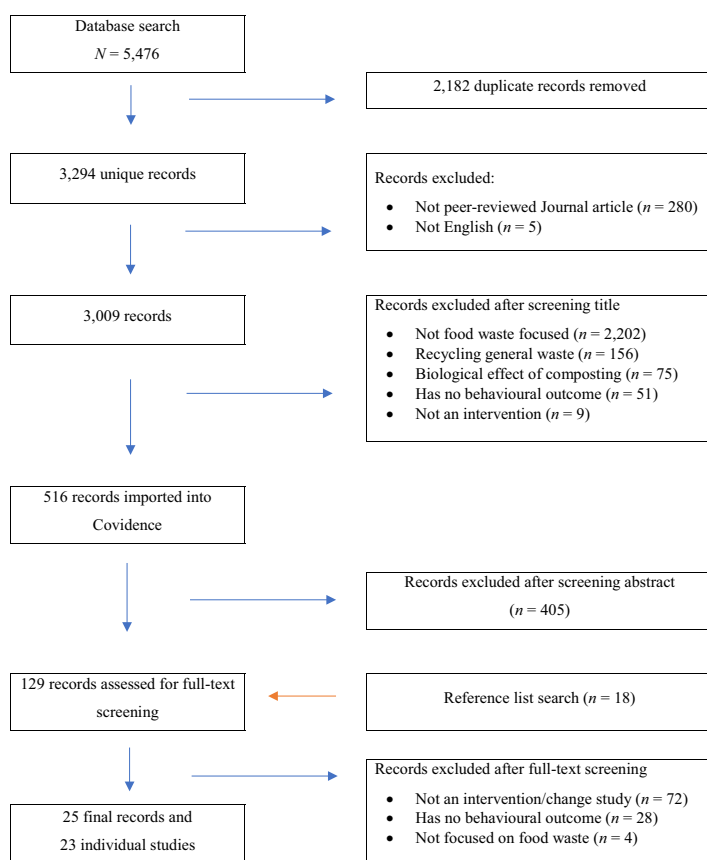 Database search
N = 5,476
2,182 duplicate records removed
3,294 unique records
Records excluded:
• Not peer-reviewed Journal article (n = 280)
• Not English (n = 5)
3,009 records
Records excluded after screening title
• Not food waste focused (n = 2,202)
• Recycling general waste (n = 156)
• Biological effect of composting (n = 75)
• Has no behavioural outcome (n = 51)
• Not an intervention (n = 9)
516 records imported into
Covidence
Records excluded after screening abstract
(n = 405)
129 records assessed for full-text
screening
Reference list search (n = 18)
Records excluded after full-text screening
• Not an intervention/change study (n = 72)
• Has no behavioural outcome (n = 28)
• Not focused on food waste (n = 4)
25 final records and
23 individual studies